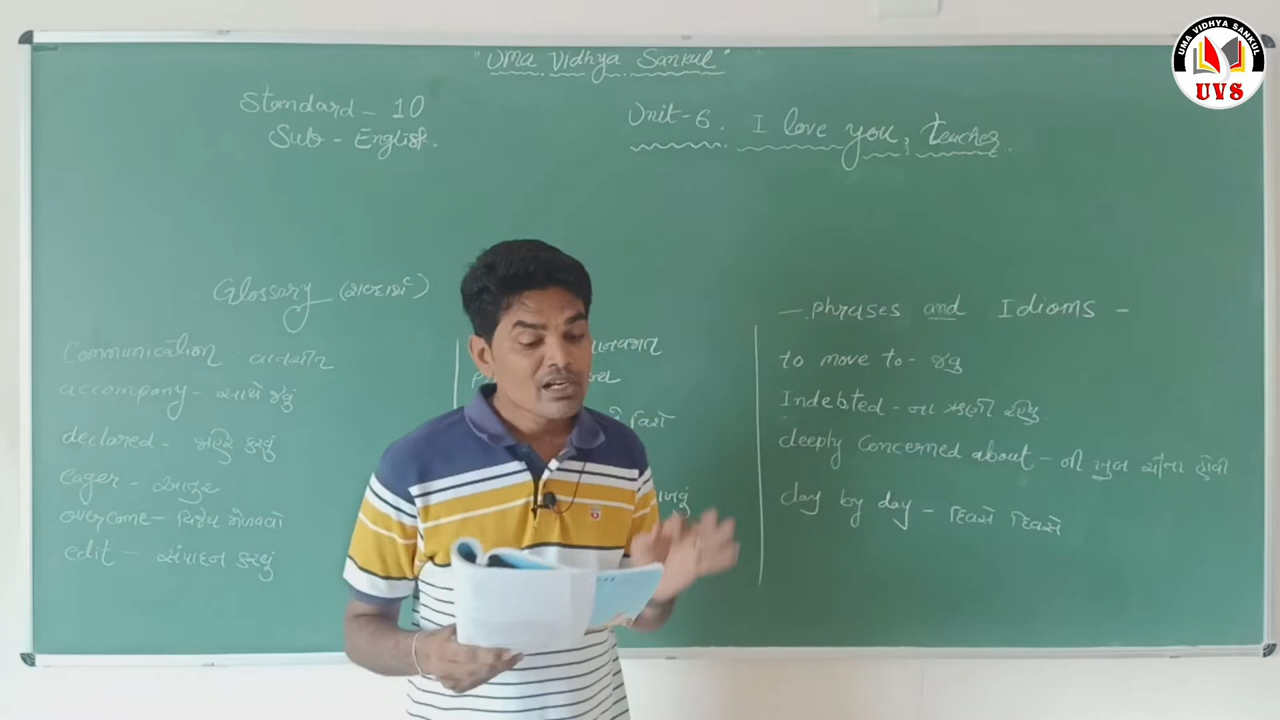 "Uma Vidhya Sankul"
Standard - 10
Sub - English.
Unit-6. I love you, teacher.
Glossary (શબ્દાર્થ)
Communication - વાતચીત
accompany - સાથે જવું
declared - જાહેર કરવું
eager - આતુર
overcome - વિજય મેળવવો
edit - સંપાદન કરવું
- Phrases and Idioms -
to move to - જવું
Indebted - ના ઋણી રહેવું
deeply concerned about - ની ખુબ ચીંતા હોવી
day by day - દિવસે દિવસે
UMA VIDHYA SANKUL
UVS